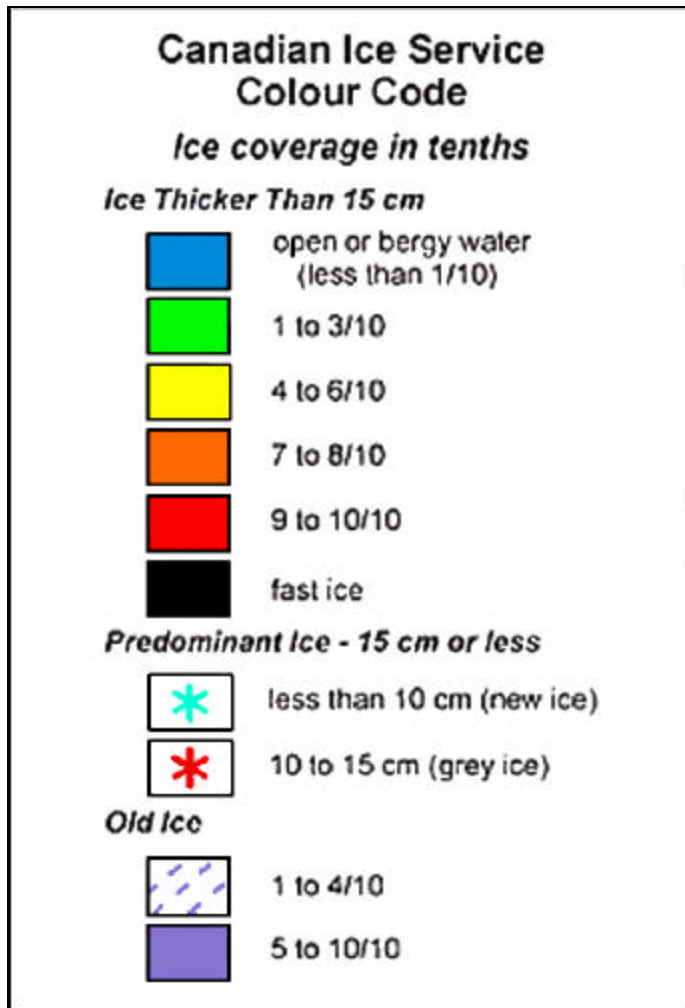 Canadian Ice Service
Colour Code
Ice coverage in tenths
Ice Thicker Than 15 cm
open or bergy water
(less than 1/10)
1 to 3/10
4 to 6/10
7 to 8/10
9 to 10/10
fast ice
Predominant Ice - 15 cm or less
less than 10 cm (new ice)
10 to 15 cm (grey ice)
Old Ice
1 to 4/10
5 to 10/10